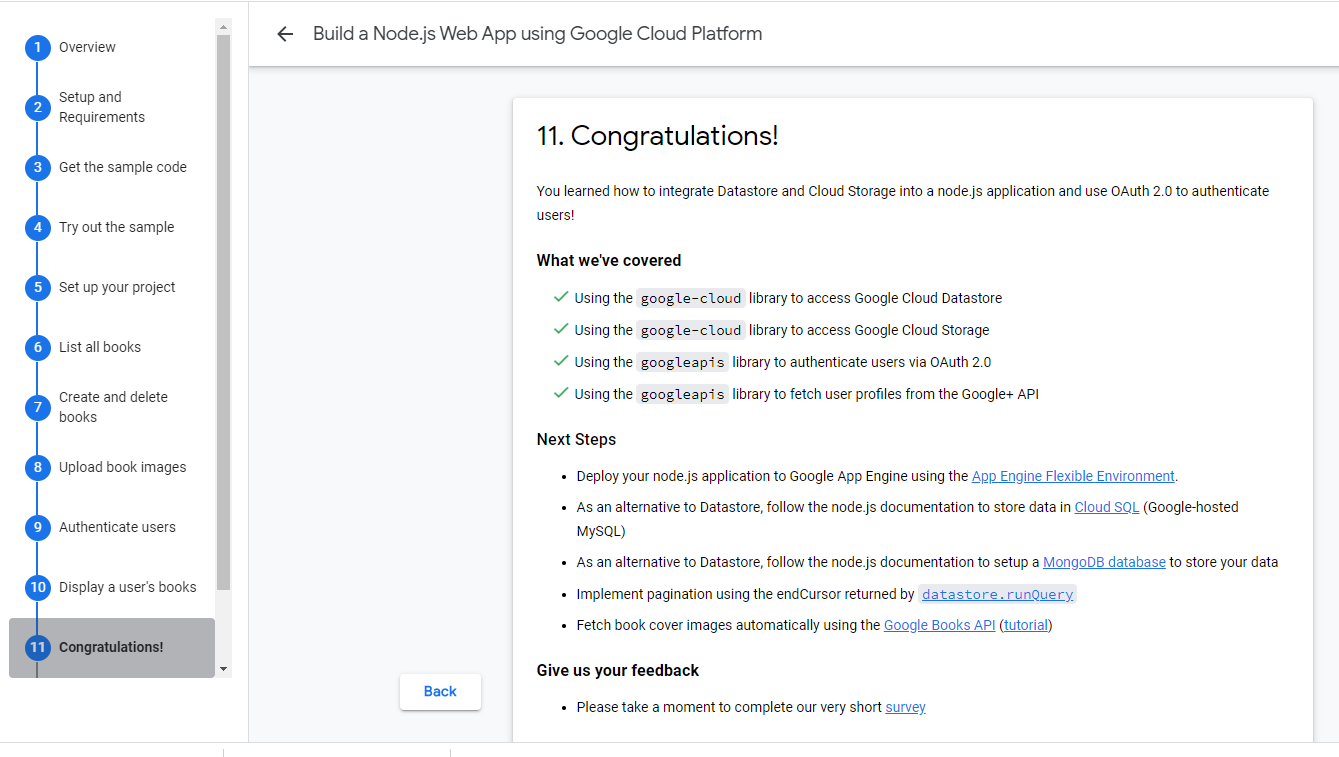 Build a Node.js Web App using Google Cloud Platform
1 Overview
2 Setup and
Requirements
3 Get the sample code
4 Try out the sample
5 Set up your project
6 List all books
7 Create and delete
books
8 Upload book images
9 Authenticate users
10 Display a user's books
11 Congratulations!
Back
11. Congratulations!
You learned how to integrate Datastore and Cloud Storage into a node.js application and use OAuth 2.0 to authenticate
users!
What we've covered
Using the google-cloud library to access Google Cloud Datastore
Using the google-cloud library to access Google Cloud Storage
Using the googleapis library to authenticate users via OAuth 2.0
Using the googleapis library to fetch user profiles from the Google+ API
Next Steps
Deploy your node.js application to Google App Engine using the App Engine Flexible Environment.
As an alternative to Datastore, follow the node.js documentation to store data in Cloud SQL (Google-hosted
MySQL)
As an alternative to Datastore, follow the node.js documentation to setup a MongoDB database to store your data
Implement pagination using the endCursor returned by datastore.runQuery
Fetch book cover images automatically using the Google Books API (tutorial)
Give us your feedback
Please take a moment to complete our very short survey